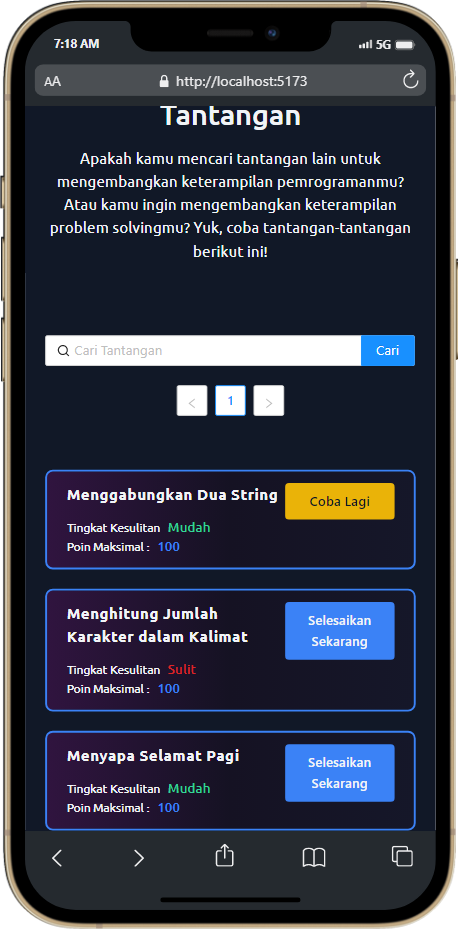 7:18 AM
5G
AA
http://localhost:5173
Tantangan
Apakah kamu mencari tantangan lain untuk
mengembangkan keterampilan pemrogramanmu?
Atau kamu ingin mengembangkan keterampilan
problem solvingmu? Yuk, coba tantangan-tantangan
berikut ini!
Cari Tantangan
Cari
1
Menggabungkan Dua String
Coba Lagi
Tingkat Kesulitan Mudah
Poin Maksimal : 100
Menghitung Jumlah
Karakter dalam Kalimat
Selesaikan
Sekarang
Tingkat Kesulitan Sulit
Poin Maksimal : 100
Menyapa Selamat Pagi
Selesaikan
Sekarang
Tingkat Kesulitan Mudah
Poin Maksimal : 100